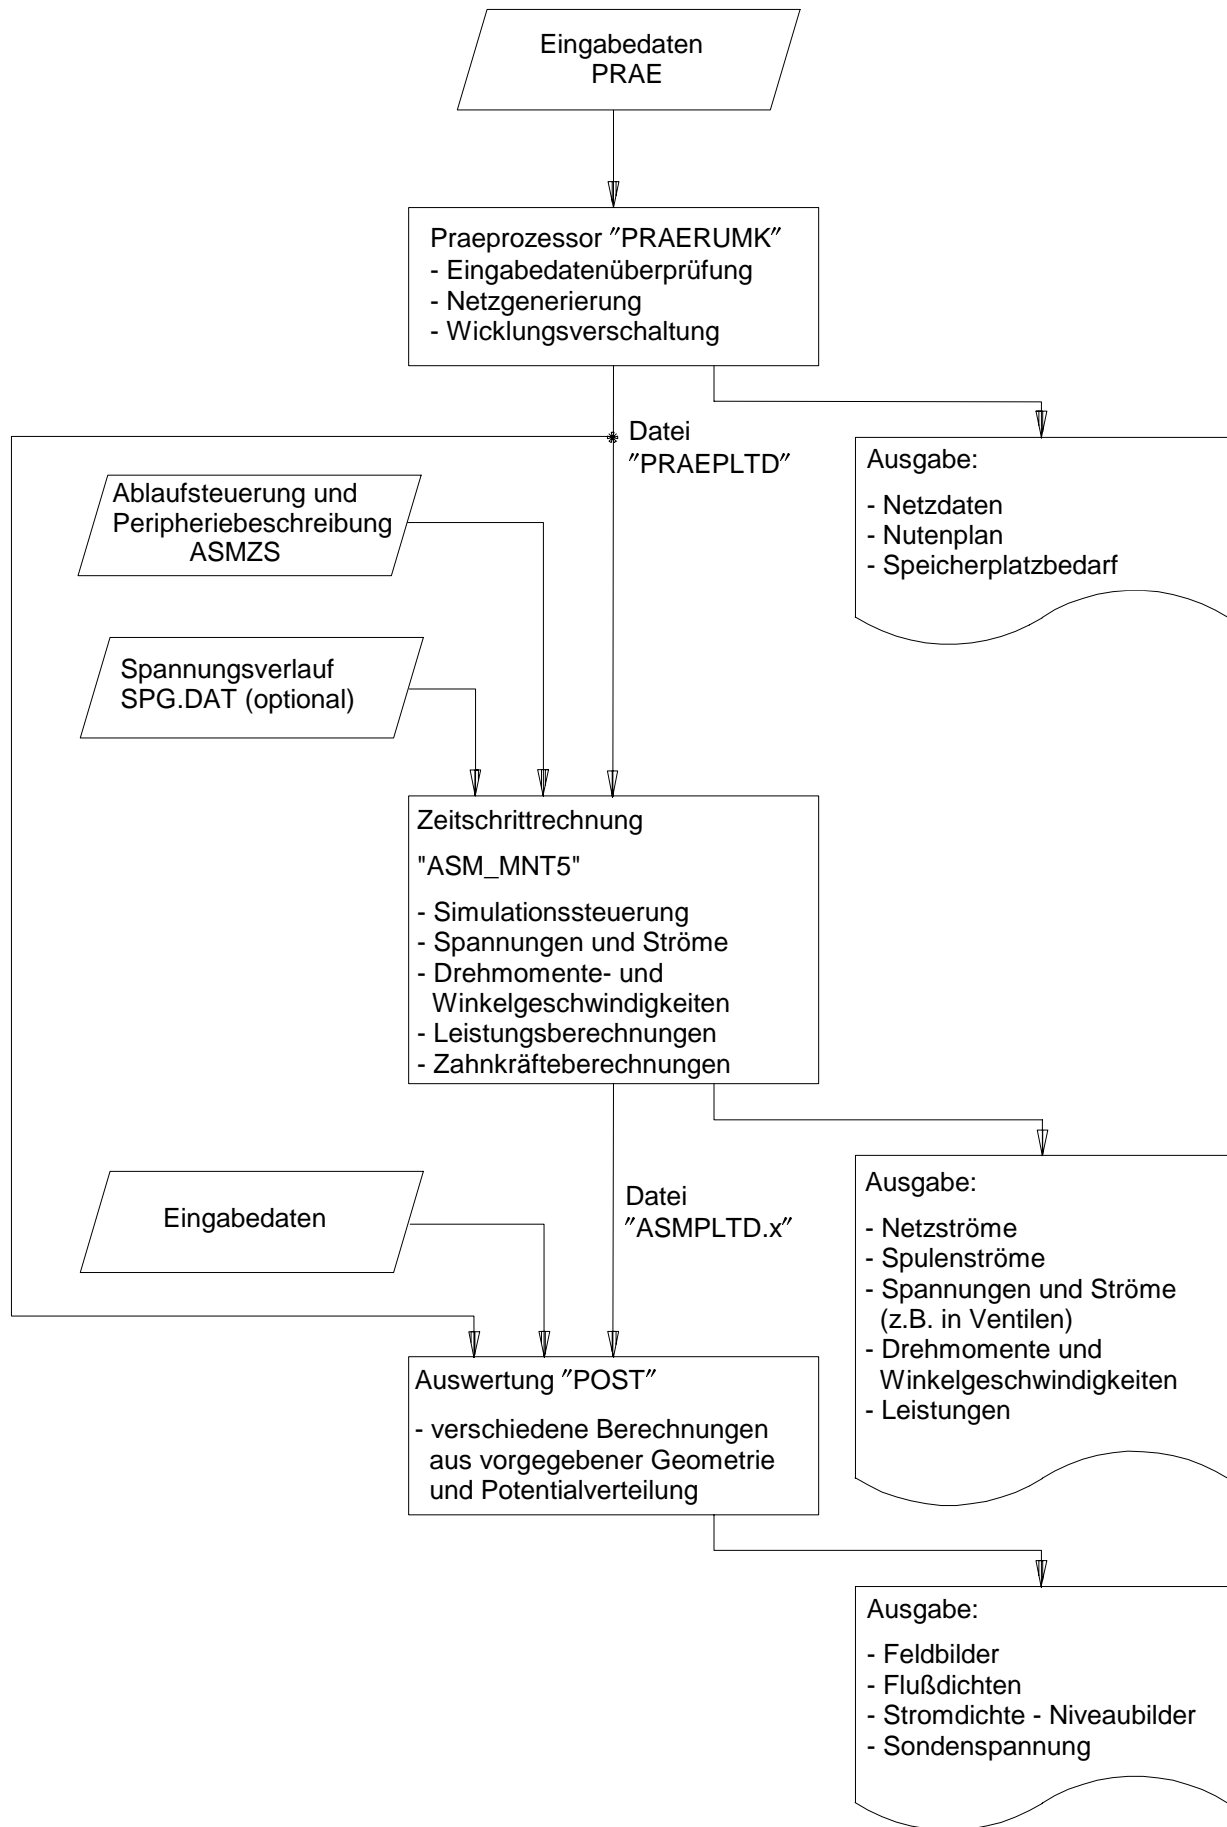 Eingabedaten
PRAE
Praeprozessor ″PRAERUMK″
- Eingabedatenüberprüfung
- Netzgenerierung
- Wicklungsverschaltung
Datei
″PRAEPLTD″
Ausgabe:
- Netzdaten
- Nutenplan
- Speicherplatzbedarf
Ablaufsteuerung und
Peripheriebeschreibung
ASMZS
Spannungsverlauf
SPG.DAT (optional)
Zeitschrittrechnung
"ASM_MNT5"
- Simulationssteuerung
- Spannungen und Ströme
- Drehmomente- und
Winkelgeschwindigkeiten
- Leistungsberechnungen
- Zahnkräfteberechnungen
Eingabedaten
Datei
″ASMPLTD.x″
Ausgabe:
- Netzströme
- Spulenströme
- Spannungen und Ströme
(z.B. in Ventilen)
- Drehmomente und
Winkelgeschwindigkeiten
- Leistungen
Auswertung ″POST″
- verschiedene Berechnungen
aus vorgegebener Geometrie
und Potentialverteilung
Ausgabe:
- Feldbilder
- Flußdichten
- Stromdichte - Niveaubilder
- Sondenspannung